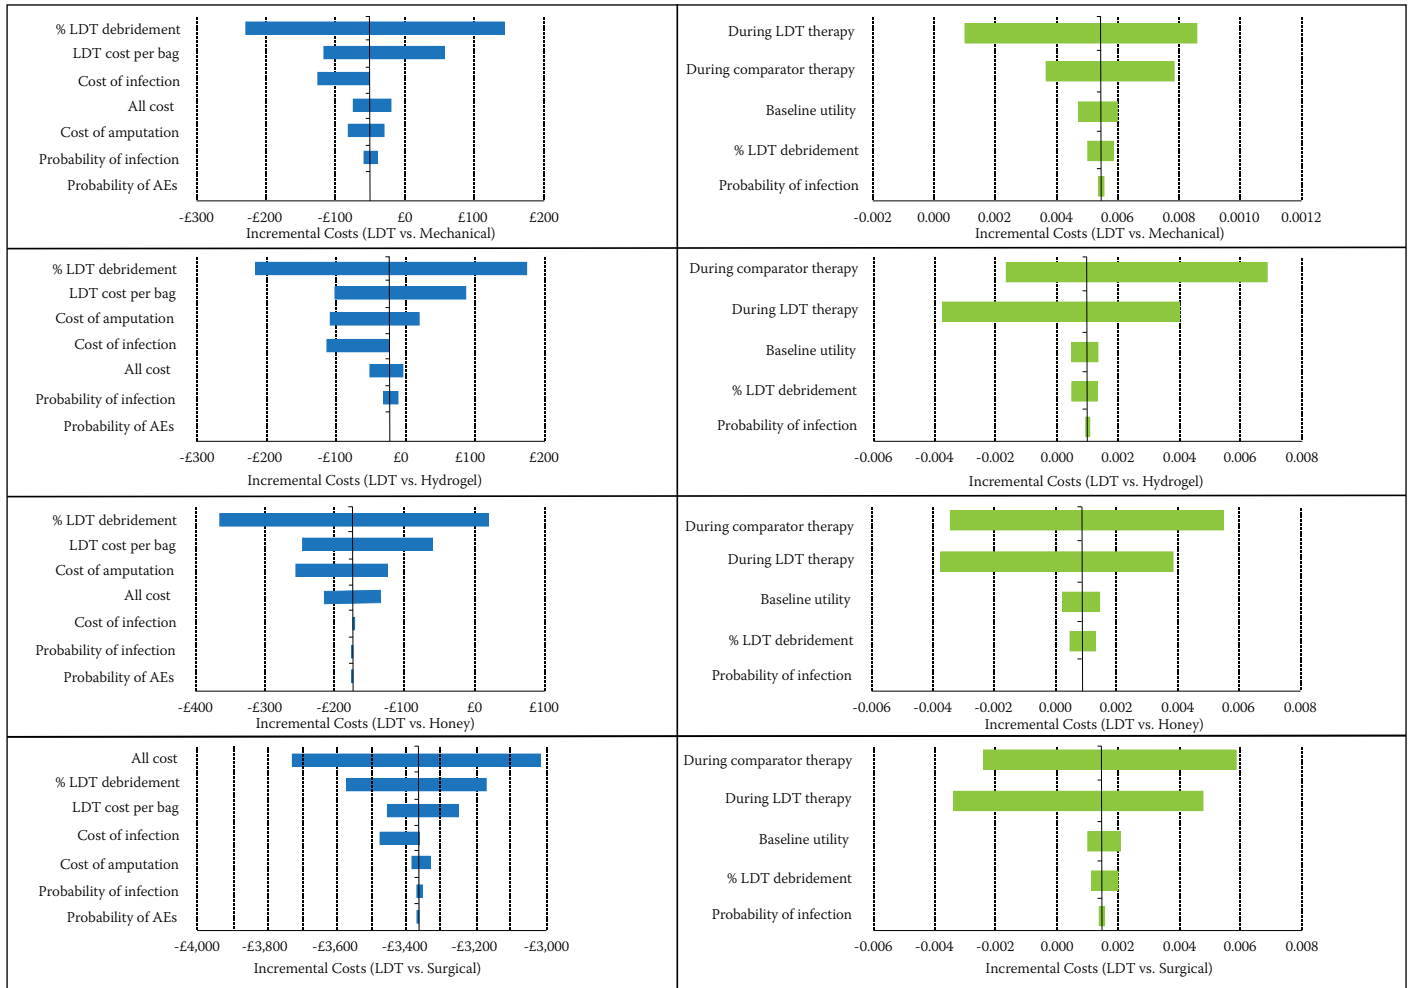 % LDT debridement
LDT cost per bag
Cost of infection
All cost
Cost of amputation
Probability of infection
Probability of AEs
-£300 -£200 -£100 £0 £100 £200
Incremental Costs (LDT vs. Mechanical)
During LDT therapy
During comparator therapy
Baseline utility
% LDT debridement
Probability of infection
-0.002 0.000 0.002 0.004 0.006 0.008 0.0010 0.0012
Incremental Costs (LDT vs. Mechanical)
% LDT debridement
LDT cost per bag
Cost of amputation
Cost of infection
All cost
Probability of infection
Probability of AEs
-£300 -£200 -£100 £0 £100 £200
Incremental Costs (LDT vs. Hydrogel)
During comparator therapy
During LDT therapy
Baseline utility
% LDT debridement
Probability of infection
-0.006 -0.004 -0.002 0.000 0.002 0.004 0.006 0.008
Incremental Costs (LDT vs. Hydrogel)
% LDT debridement
LDT cost per bag
Cost of amputation
All cost
Cost of infection
Probability of infection
Probability of AEs
-£400 -£300 -£200 -£100 £0 £100
Incremental Costs (LDT vs. Honey)
During comparator therapy
During LDT therapy
Baseline utility
% LDT debridement
Probability of infection
-0.006 -0.004 -0.002 0.000 0.002 0.004 0.006 0.008
Incremental Costs (LDT vs. Honey)
All cost
% LDT debridement
LDT cost per bag
Cost of infection
Cost of amputation
Probability of infection
Probability of AEs
-£4,000 -£3,800 -£3,600 -£3,400 -£3,200 -£3,000
Incremental Costs (LDT vs. Surgical)
During comparator therapy
During LDT therapy
Baseline utility
% LDT debridement
Probability of infection
-0.006 -0.004 -0.002 0.000 0.002 0.004 0.006 0.008
Incremental Costs (LDT vs. Surgical)